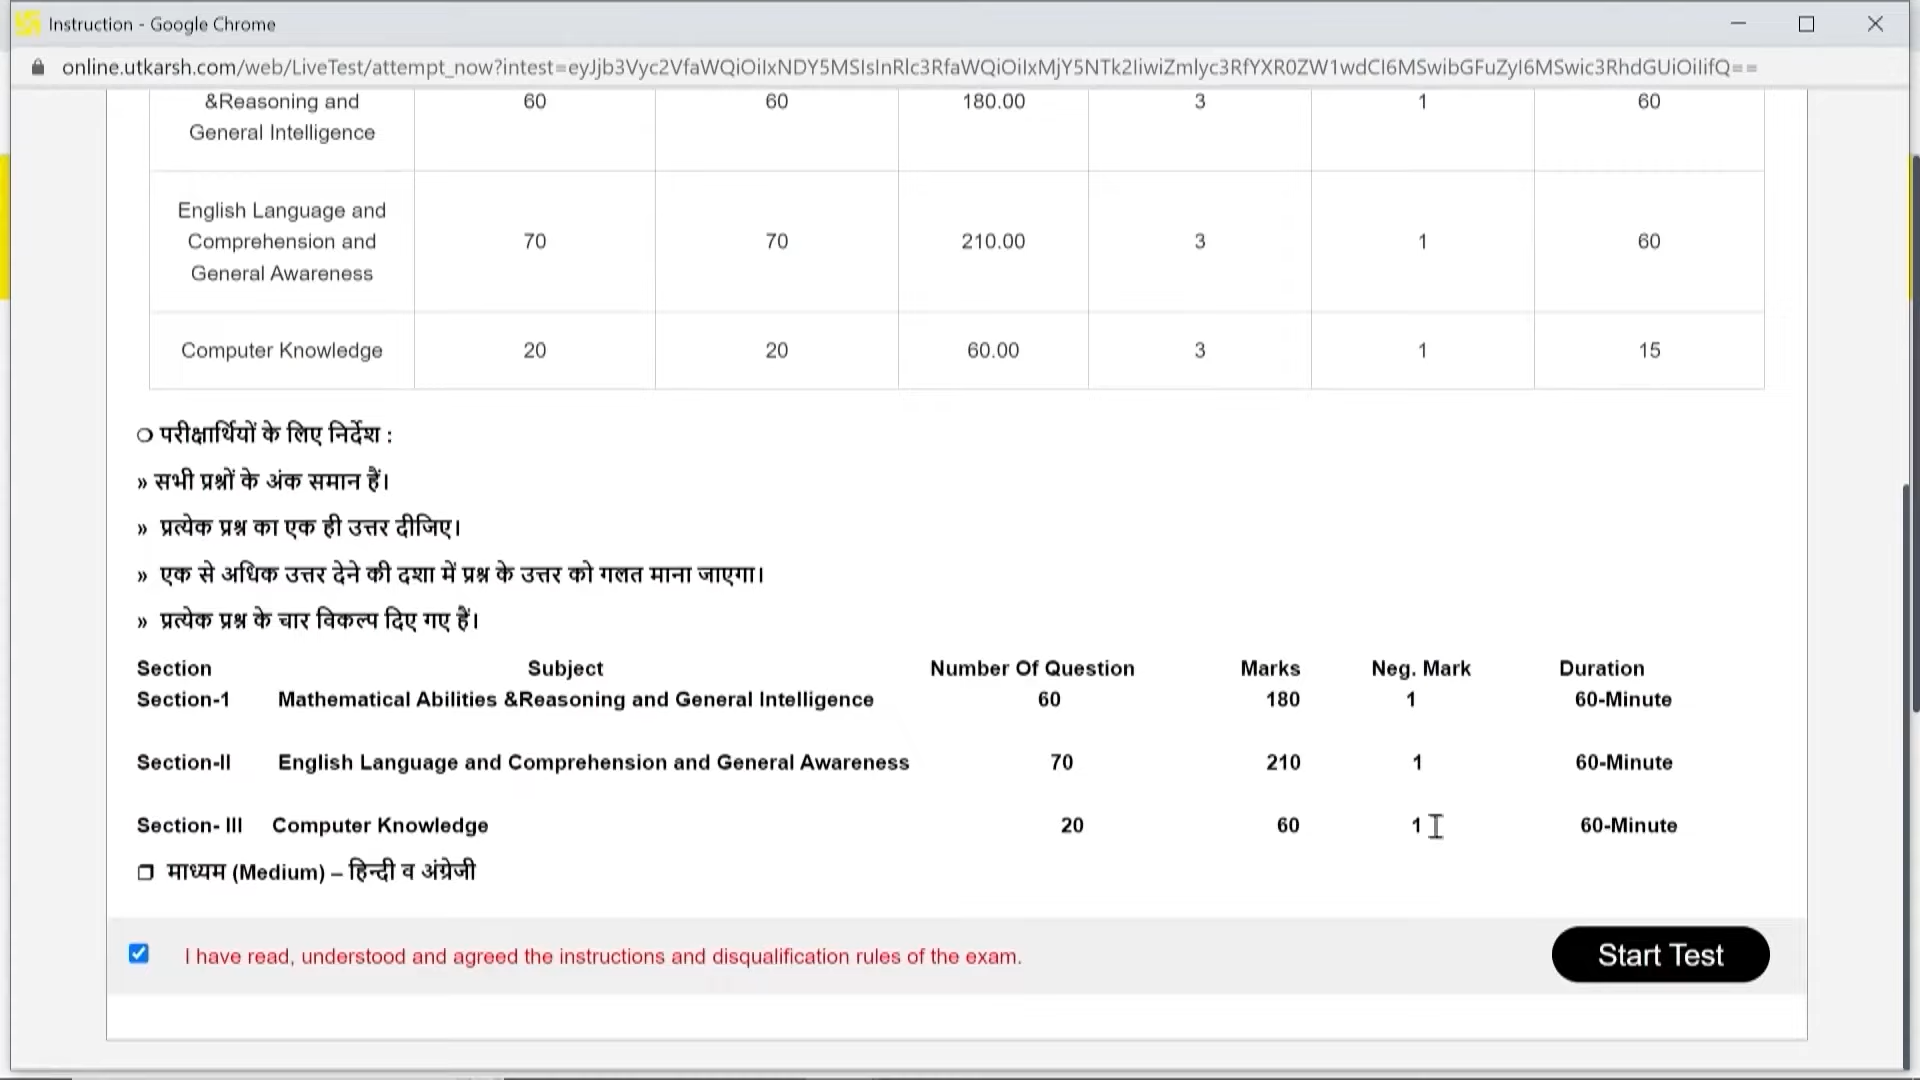 Instruction - Google Chrome
online.utkarsh.com/web/LiveTest/attempt_now?intest=eyJjb3Vyc2VfaWQiOiIxNDY5MSIsInRlc3RfaWQiOiIxMjY5NTk2IiwiZmlyc3RfYXR0ZW1wdCI6MSwibGFuZyI6MSwic3RhdGUiOiIifQ==
&Reasoning and General Intelligence 60 60 180.00 3 1 60
English Language and Comprehension and General Awareness 70 70 210.00 3 1 60
Computer Knowledge 20 20 60.00 3 1 15
परीक्षार्थियों के लिए निर्देश :
» सभी प्रश्नों के अंक समान हैं।
» प्रत्येक प्रश्न का एक ही उत्तर दीजिए।
» एक से अधिक उत्तर देने की दशा में प्रश्न के उत्तर को गलत माना जाएगा।
» प्रत्येक प्रश्न के चार विकल्प दिए गए हैं।
Section Subject Number Of Question Marks Neg. Mark Duration
Section-1 Mathematical Abilities &Reasoning and General Intelligence 60 180 1 60-Minute
Section-II English Language and Comprehension and General Awareness 70 210 1 60-Minute
Section- III Computer Knowledge 20 60 1 60-Minute
माध्यम (Medium) – हिन्दी व अंग्रेजी
I have read, understood and agreed the instructions and disqualification rules of the exam.
Start Test